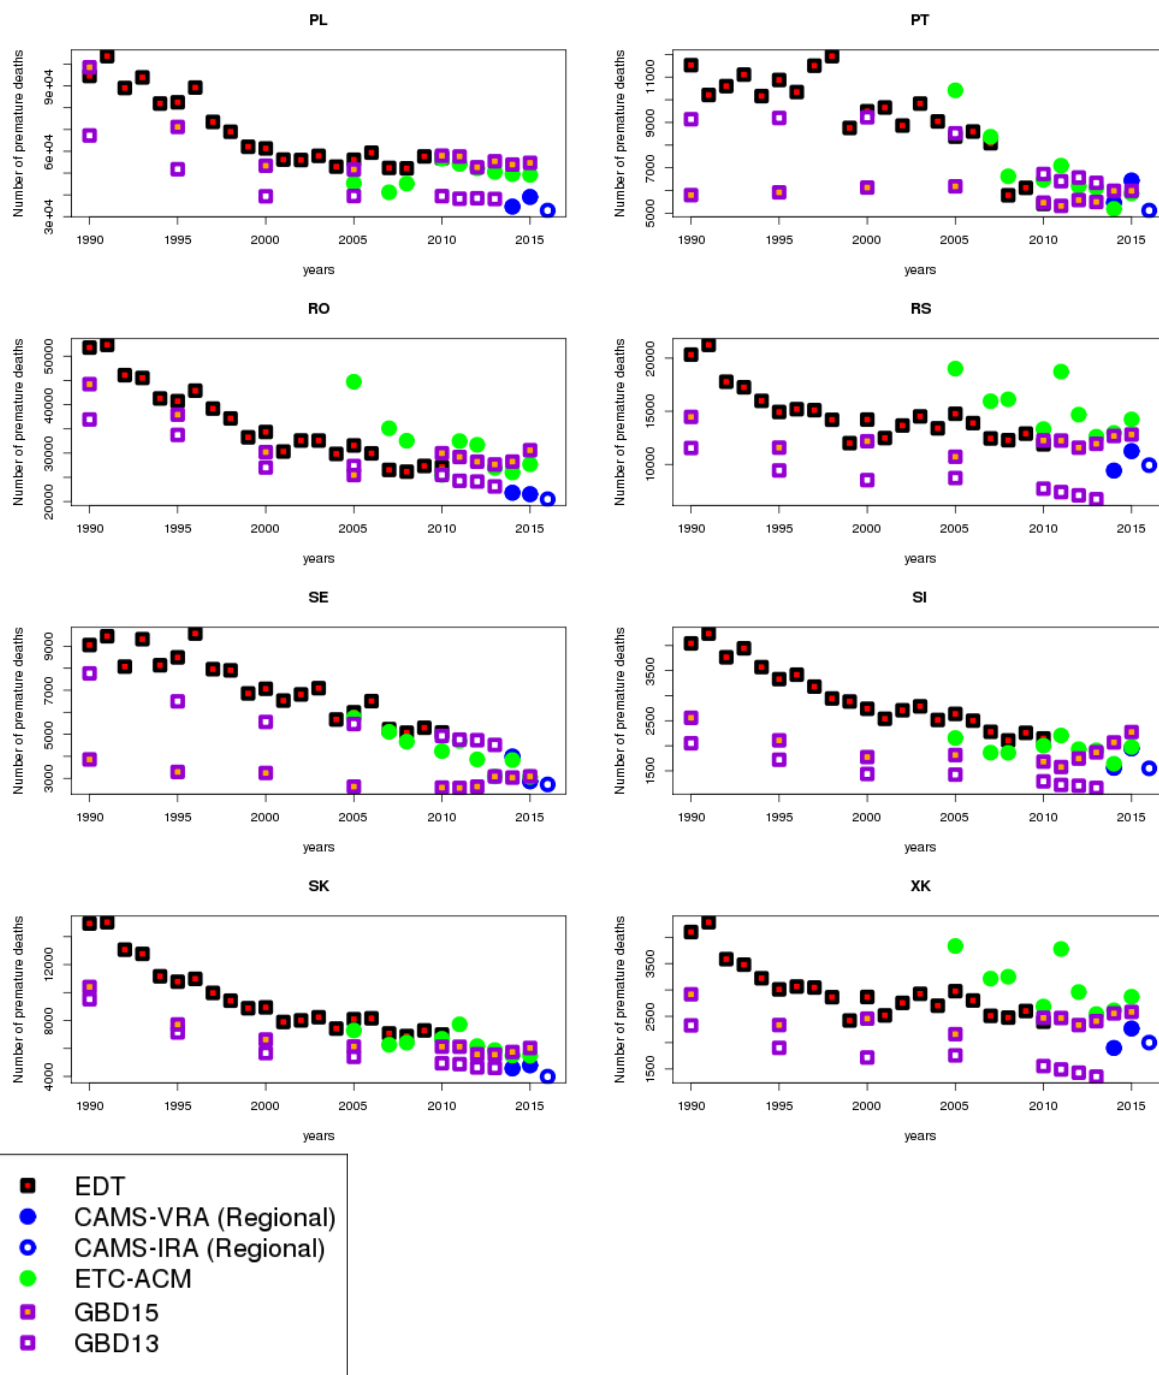 PL
Number of premature deaths
3e+04 6e+04 9e+04
1990 1995 2000 2005 2010 2015
years
PT
Number of premature deaths
5000 7000 9000 11000
1990 1995 2000 2005 2010 2015
years
RO
Number of premature deaths
20000 30000 40000 50000
1990 1995 2000 2005 2010 2015
years
RS
Number of premature deaths
10000 15000 20000
1990 1995 2000 2005 2010 2015
years
SE
Number of premature deaths
3000 5000 7000 9000
1990 1995 2000 2005 2010 2015
years
SI
Number of premature deaths
1500 2500 3500
1990 1995 2000 2005 2010 2015
years
SK
Number of premature deaths
4000 8000 12000
1990 1995 2000 2005 2010 2015
years
XK
Number of premature deaths
1500 2500 3500
1990 1995 2000 2005 2010 2015
years
EDT
CAMS-VRA (Regional)
CAMS-IRA (Regional)
ETC-ACM
GBD15
GBD13